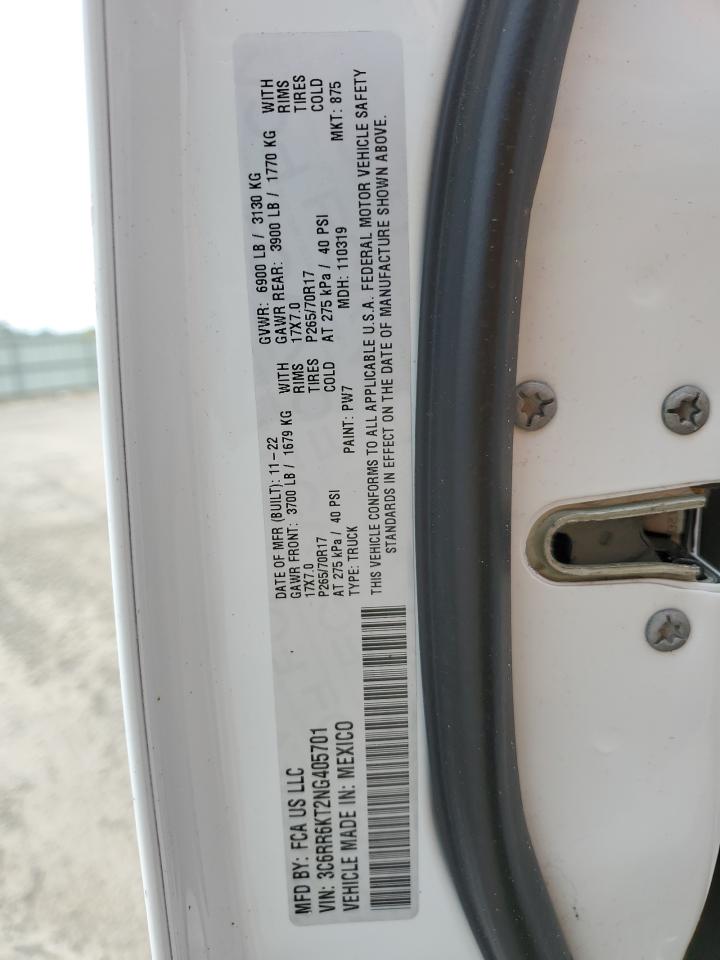 MFD BY: FCA US LLC
VIN: 3C6RR6KT2NG405701
VEHICLE MADE IN: MEXICO
DATE OF MFR (BUILT): 11-22
GVWR: 6900 LB / 3130 KG
GAWR FRONT: 3700 LB / 1679 KG WITH
17X7.0 RIMS
P265/70R17 TIRES
AT 275 kPa / 40 PSI COLD
GAWR REAR: 3900 LB / 1770 KG WITH
17X7.0 RIMS
P265/70R17 TIRES
AT 275 kPa / 40 PSI COLD
TYPE: TRUCK PAINT: PW7 MDH: 110319 MKT: 875
THIS VEHICLE CONFORMS TO ALL APPLICABLE U.S.A. FEDERAL MOTOR VEHICLE SAFETY
STANDARDS IN EFFECT ON THE DATE OF MANUFACTURE SHOWN ABOVE.